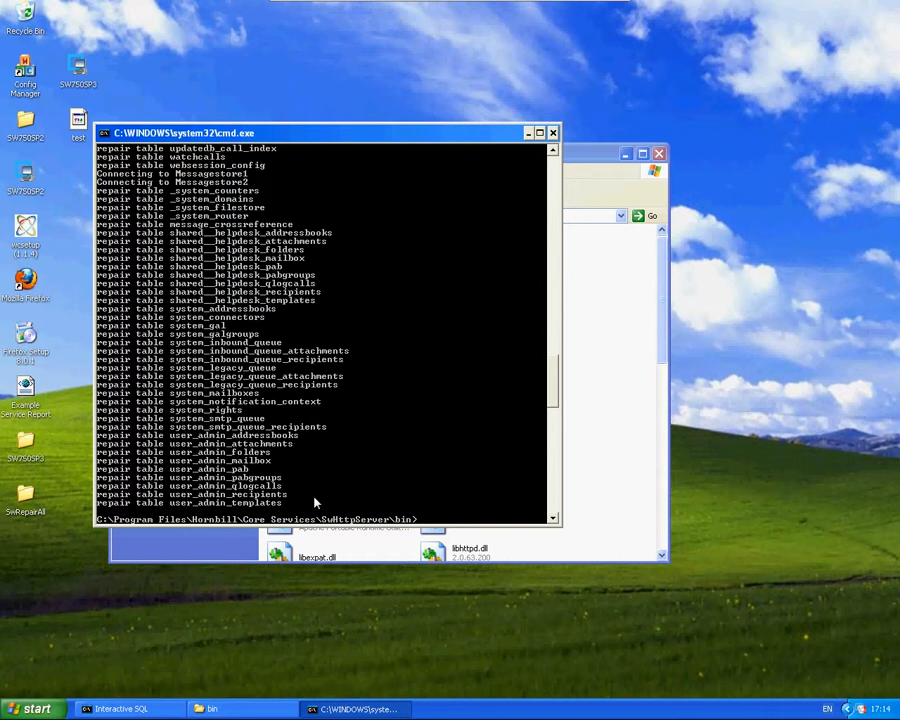 Recycle Bin
Config
Manager
SW750SP3
SW750SP2
test
SW750SP2
wcsetup
(1.1.4)
Mozilla Firefox
Firefox Setup
8.0.1
Example
Service Report
SW750SP3
SwRepairAll
C:\WINDOWS\system32\cmd.exe
repair table updatedb_call_index
repair table watchcalls
repair table websession_config
Connecting to Messagestore1
Connecting to Messagestore2
repair table _system_counters
repair table _system_domains
repair table _system_filestore
repair table _system_router
repair table message_crossreference
repair table shared__helpdesk_addressbooks
repair table shared__helpdesk_attachments
repair table shared__helpdesk_folders
repair table shared__helpdesk_mailbox
repair table shared__helpdesk_pab
repair table shared__helpdesk_pabgroups
repair table shared__helpdesk_qlogcalls
repair table shared__helpdesk_recipients
repair table shared__helpdesk_templates
repair table system_addressbooks
repair table system_connectors
repair table system_gal
repair table system_galgroups
repair table system_inbound_queue
repair table system_inbound_queue_attachments
repair table system_inbound_queue_recipients
repair table system_legacy_queue
repair table system_legacy_queue_attachments
repair table system_legacy_queue_recipients
repair table system_mailboxes
repair table system_notification_context
repair table system_rights
repair table system_smtp_queue
repair table system_smtp_queue_recipients
repair table user_admin_addressbooks
repair table user_admin_attachments
repair table user_admin_folders
repair table user_admin_mailbox
repair table user_admin_pab
repair table user_admin_pabgroups
repair table user_admin_qlogcalls
repair table user_admin_recipients
repair table user_admin_templates
C:\Program Files\Hornbill\Core Services\SwHttpServer\bin>
Go
libexpat.dll
libhttpd.dll
2.0.63.200
start
Interactive SQL
bin
C:\WINDOWS\syste...
EN
17:14